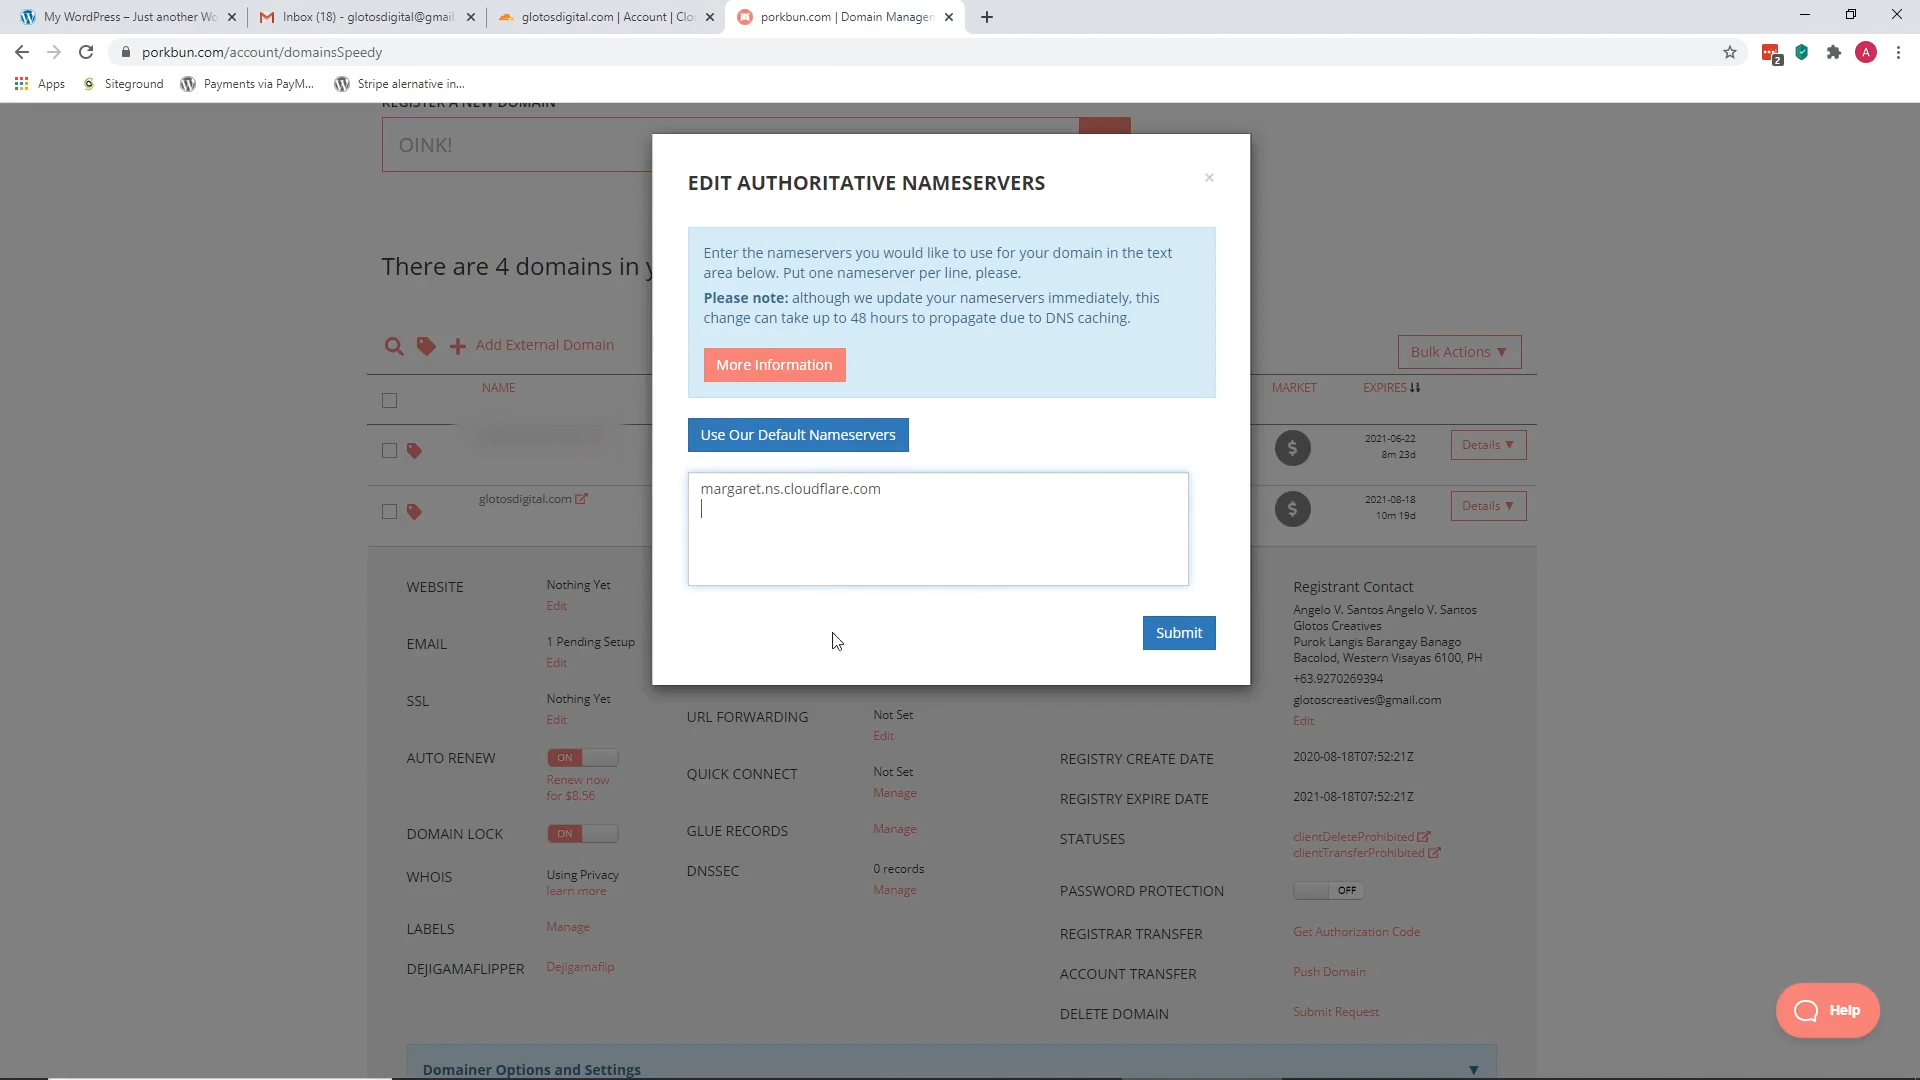 My WordPress – Just another Wo
Inbox (18) - glotosdigital@gmail
glotosdigital.com | Account | Clo
porkbun.com | Domain Managen
porkbun.com/account/domainsSpeedy
2
A
Apps
Siteground
Payments via PayM...
Stripe alernative in...
REGISTER A NEW DOMAIN
OINK!
There are 4 domains in y
Add External Domain
Bulk Actions ▼
NAME
MARKET
EXPIRES
2021-06-22
8m 23d
Details ▼
glotosdigital.com
2021-08-18
10m 19d
Details ▼
EDIT AUTHORITATIVE NAMESERVERS
×
Enter the nameservers you would like to use for your domain in the text
area below. Put one nameserver per line, please.
Please note: although we update your nameservers immediately, this
change can take up to 48 hours to propagate due to DNS caching.
More Information
Use Our Default Nameservers
margaret.ns.cloudflare.com
Submit
WEBSITE
Nothing Yet
Edit
EMAIL
1 Pending Setup
Edit
SSL
Nothing Yet
Edit
AUTO RENEW
ON
Renew now
for $8.56
DOMAIN LOCK
ON
WHOIS
Using Privacy
learn more
LABELS
Manage
DEJIGAMAFLIPPER
Dejigamaflip
URL FORWARDING
Not Set
Edit
QUICK CONNECT
Not Set
Manage
GLUE RECORDS
Manage
DNSSEC
0 records
Manage
Registrant Contact
Angelo V. Santos Angelo V. Santos
Glotos Creatives
Purok Langis Barangay Banago
Bacolod, Western Visayas 6100, PH
+63.9270269394
glotoscreatives@gmail.com
Edit
REGISTRY CREATE DATE
2020-08-18T07:52:21Z
REGISTRY EXPIRE DATE
2021-08-18T07:52:21Z
STATUSES
clientDeleteProhibited
clientTransferProhibited
PASSWORD PROTECTION
OFF
REGISTRAR TRANSFER
Get Authorization Code
ACCOUNT TRANSFER
Push Domain
DELETE DOMAIN
Submit Request
Domainer Options and Settings
▼
Help